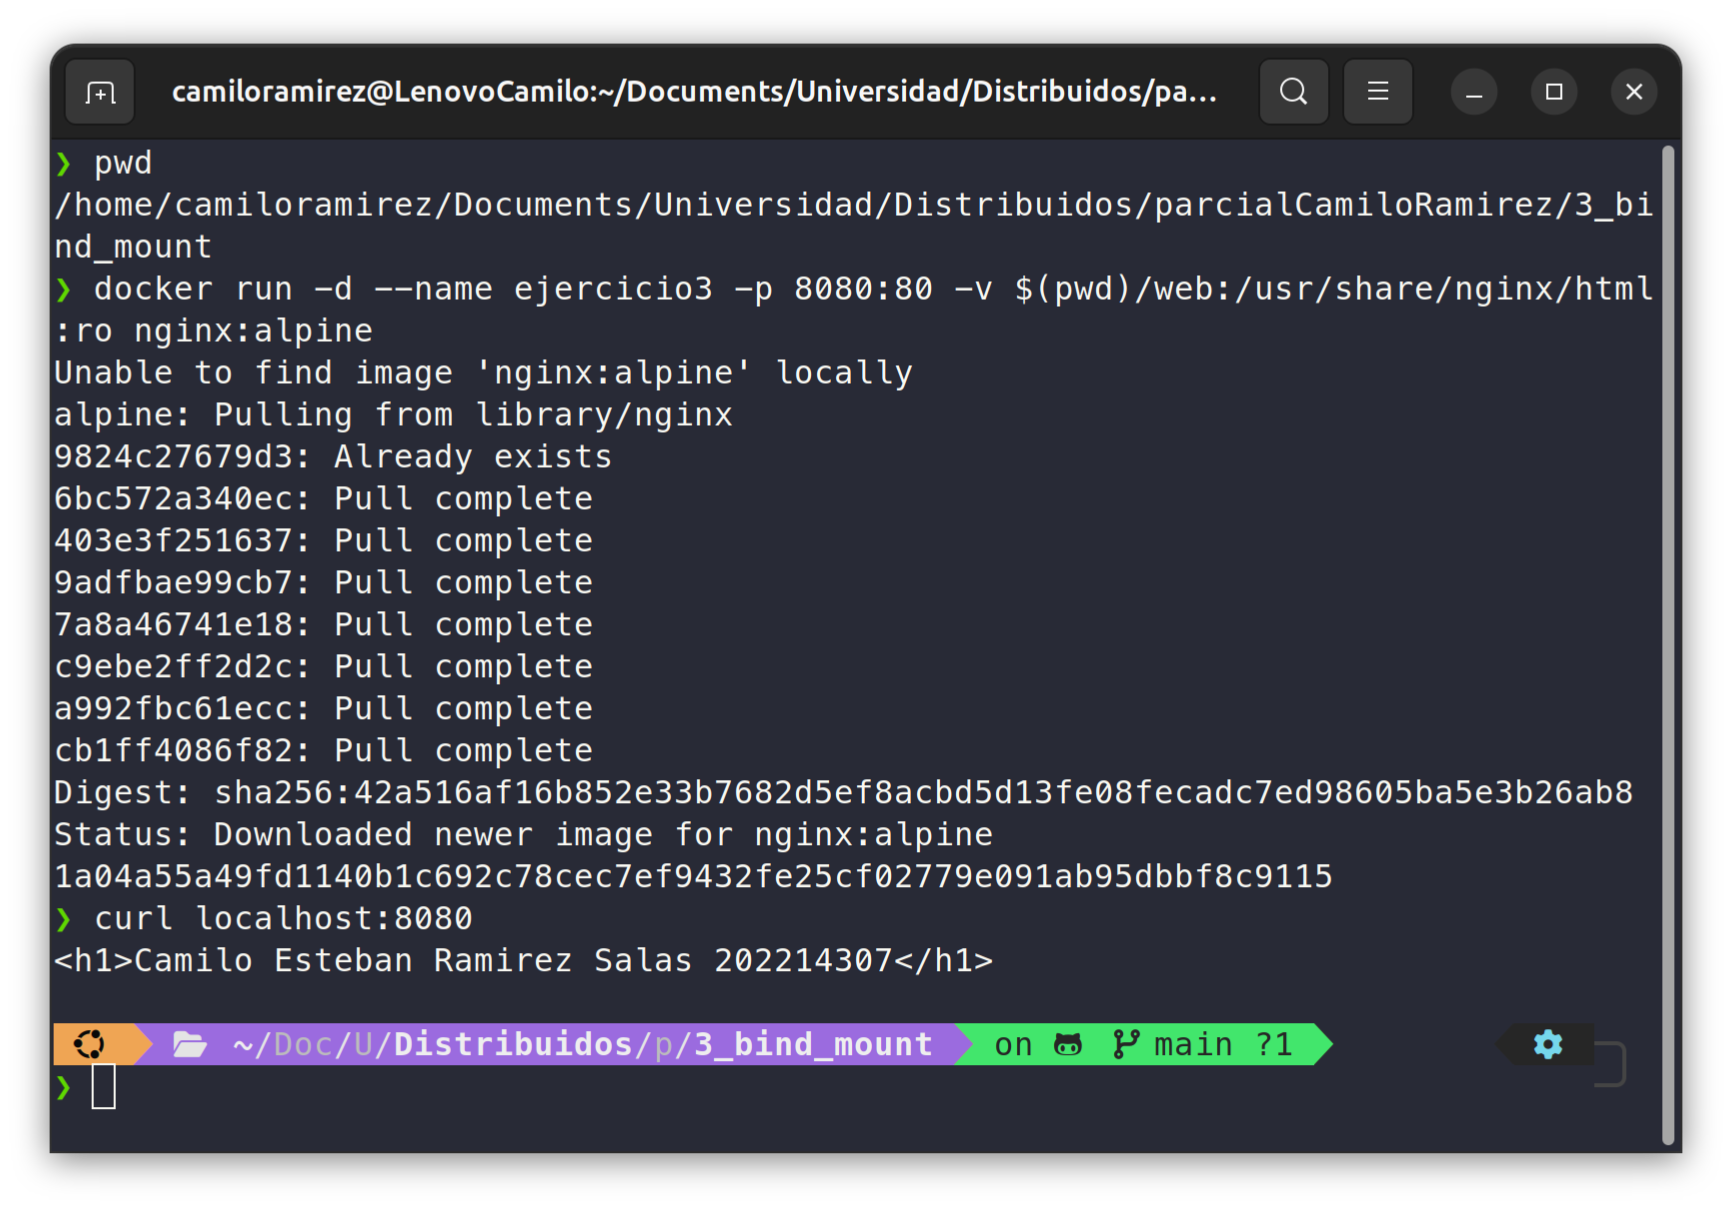 camiloramirez@LenovoCamilo:~/Documents/Universidad/Distribuidos/pa...
❯ pwd
/home/camiloramirez/Documents/Universidad/Distribuidos/parcialCamiloRamirez/3_bi
nd_mount
❯ docker run -d --name ejercicio3 -p 8080:80 -v $(pwd)/web:/usr/share/nginx/html
:ro nginx:alpine
Unable to find image 'nginx:alpine' locally
alpine: Pulling from library/nginx
9824c27679d3: Already exists
6bc572a340ec: Pull complete
403e3f251637: Pull complete
9adfbae99cb7: Pull complete
7a8a46741e18: Pull complete
c9ebe2ff2d2c: Pull complete
a992fbc61ecc: Pull complete
cb1ff4086f82: Pull complete
Digest: sha256:42a516af16b852e33b7682d5ef8acbd5d13fe08fecadc7ed98605ba5e3b26ab8
Status: Downloaded newer image for nginx:alpine
1a04a55a49fd1140b1c692c78cec7ef9432fe25cf02779e091ab95dbbf8c9115
❯ curl localhost:8080
<h1>Camilo Esteban Ramirez Salas 202214307</h1>
~/Doc/U/Distribuidos/p/3_bind_mount on main ?1
❯